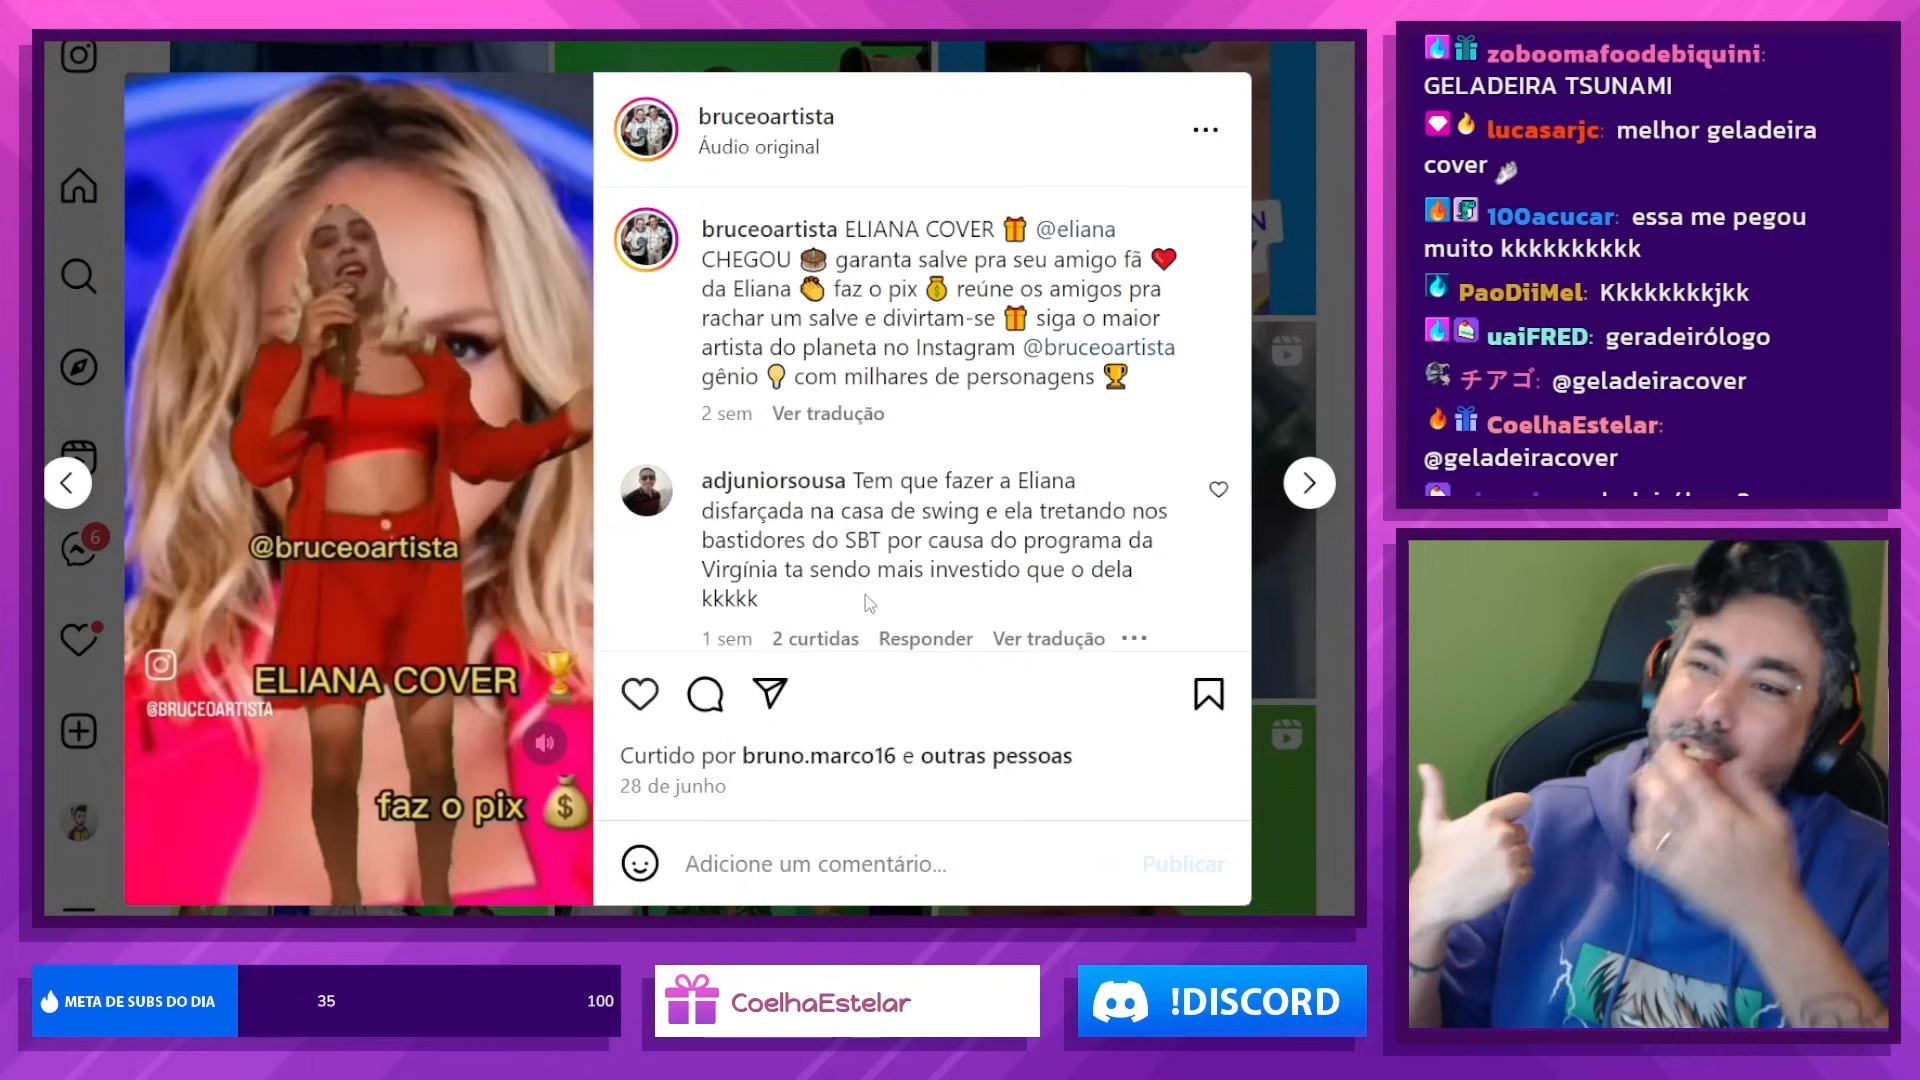 bruceoartista
Áudio original
bruceoartista ELIANA COVER 🎁 @eliana
CHEGOU 🎂 garanta salve pra seu amigo fã ❤️
da Eliana 👏 faz o pix 💰 reúne os amigos pra
rachar um salve e divirtam-se 🎁 siga o maior
artista do planeta no Instagram @bruceoartista
gênio 💡 com milhares de personagens 🏆
2 sem Ver tradução
adjuniorsousa Tem que fazer a Eliana
disfarçada na casa de swing e ela tretando nos
bastidores do SBT por causa do programa da
Virgínia ta sendo mais investido que o dela
kkkkk
1 sem 2 curtidas Responder Ver tradução •••
Curtido por bruno.marco16 e outras pessoas
28 de junho
Adicione um comentário...
Publicar
@bruceoartista
ELIANA COVER 🏆
@BRUCEOARTISTA
faz o pix 💰
6
zoboomafoodebiquini:
GELADEIRA TSUNAMI
lucasarjc: melhor geladeira
cover
100acucar: essa me pegou
muito kkkkkkkkkk
PaoDiiMel: Kkkkkkkkjkk
uaiFRED: geradeirólogo
チアゴ: @geladeiracover
CoelhaEstelar:
@geladeiracover
META DE SUBS DO DIA 35 100
CoelhaEstelar
!DISCORD